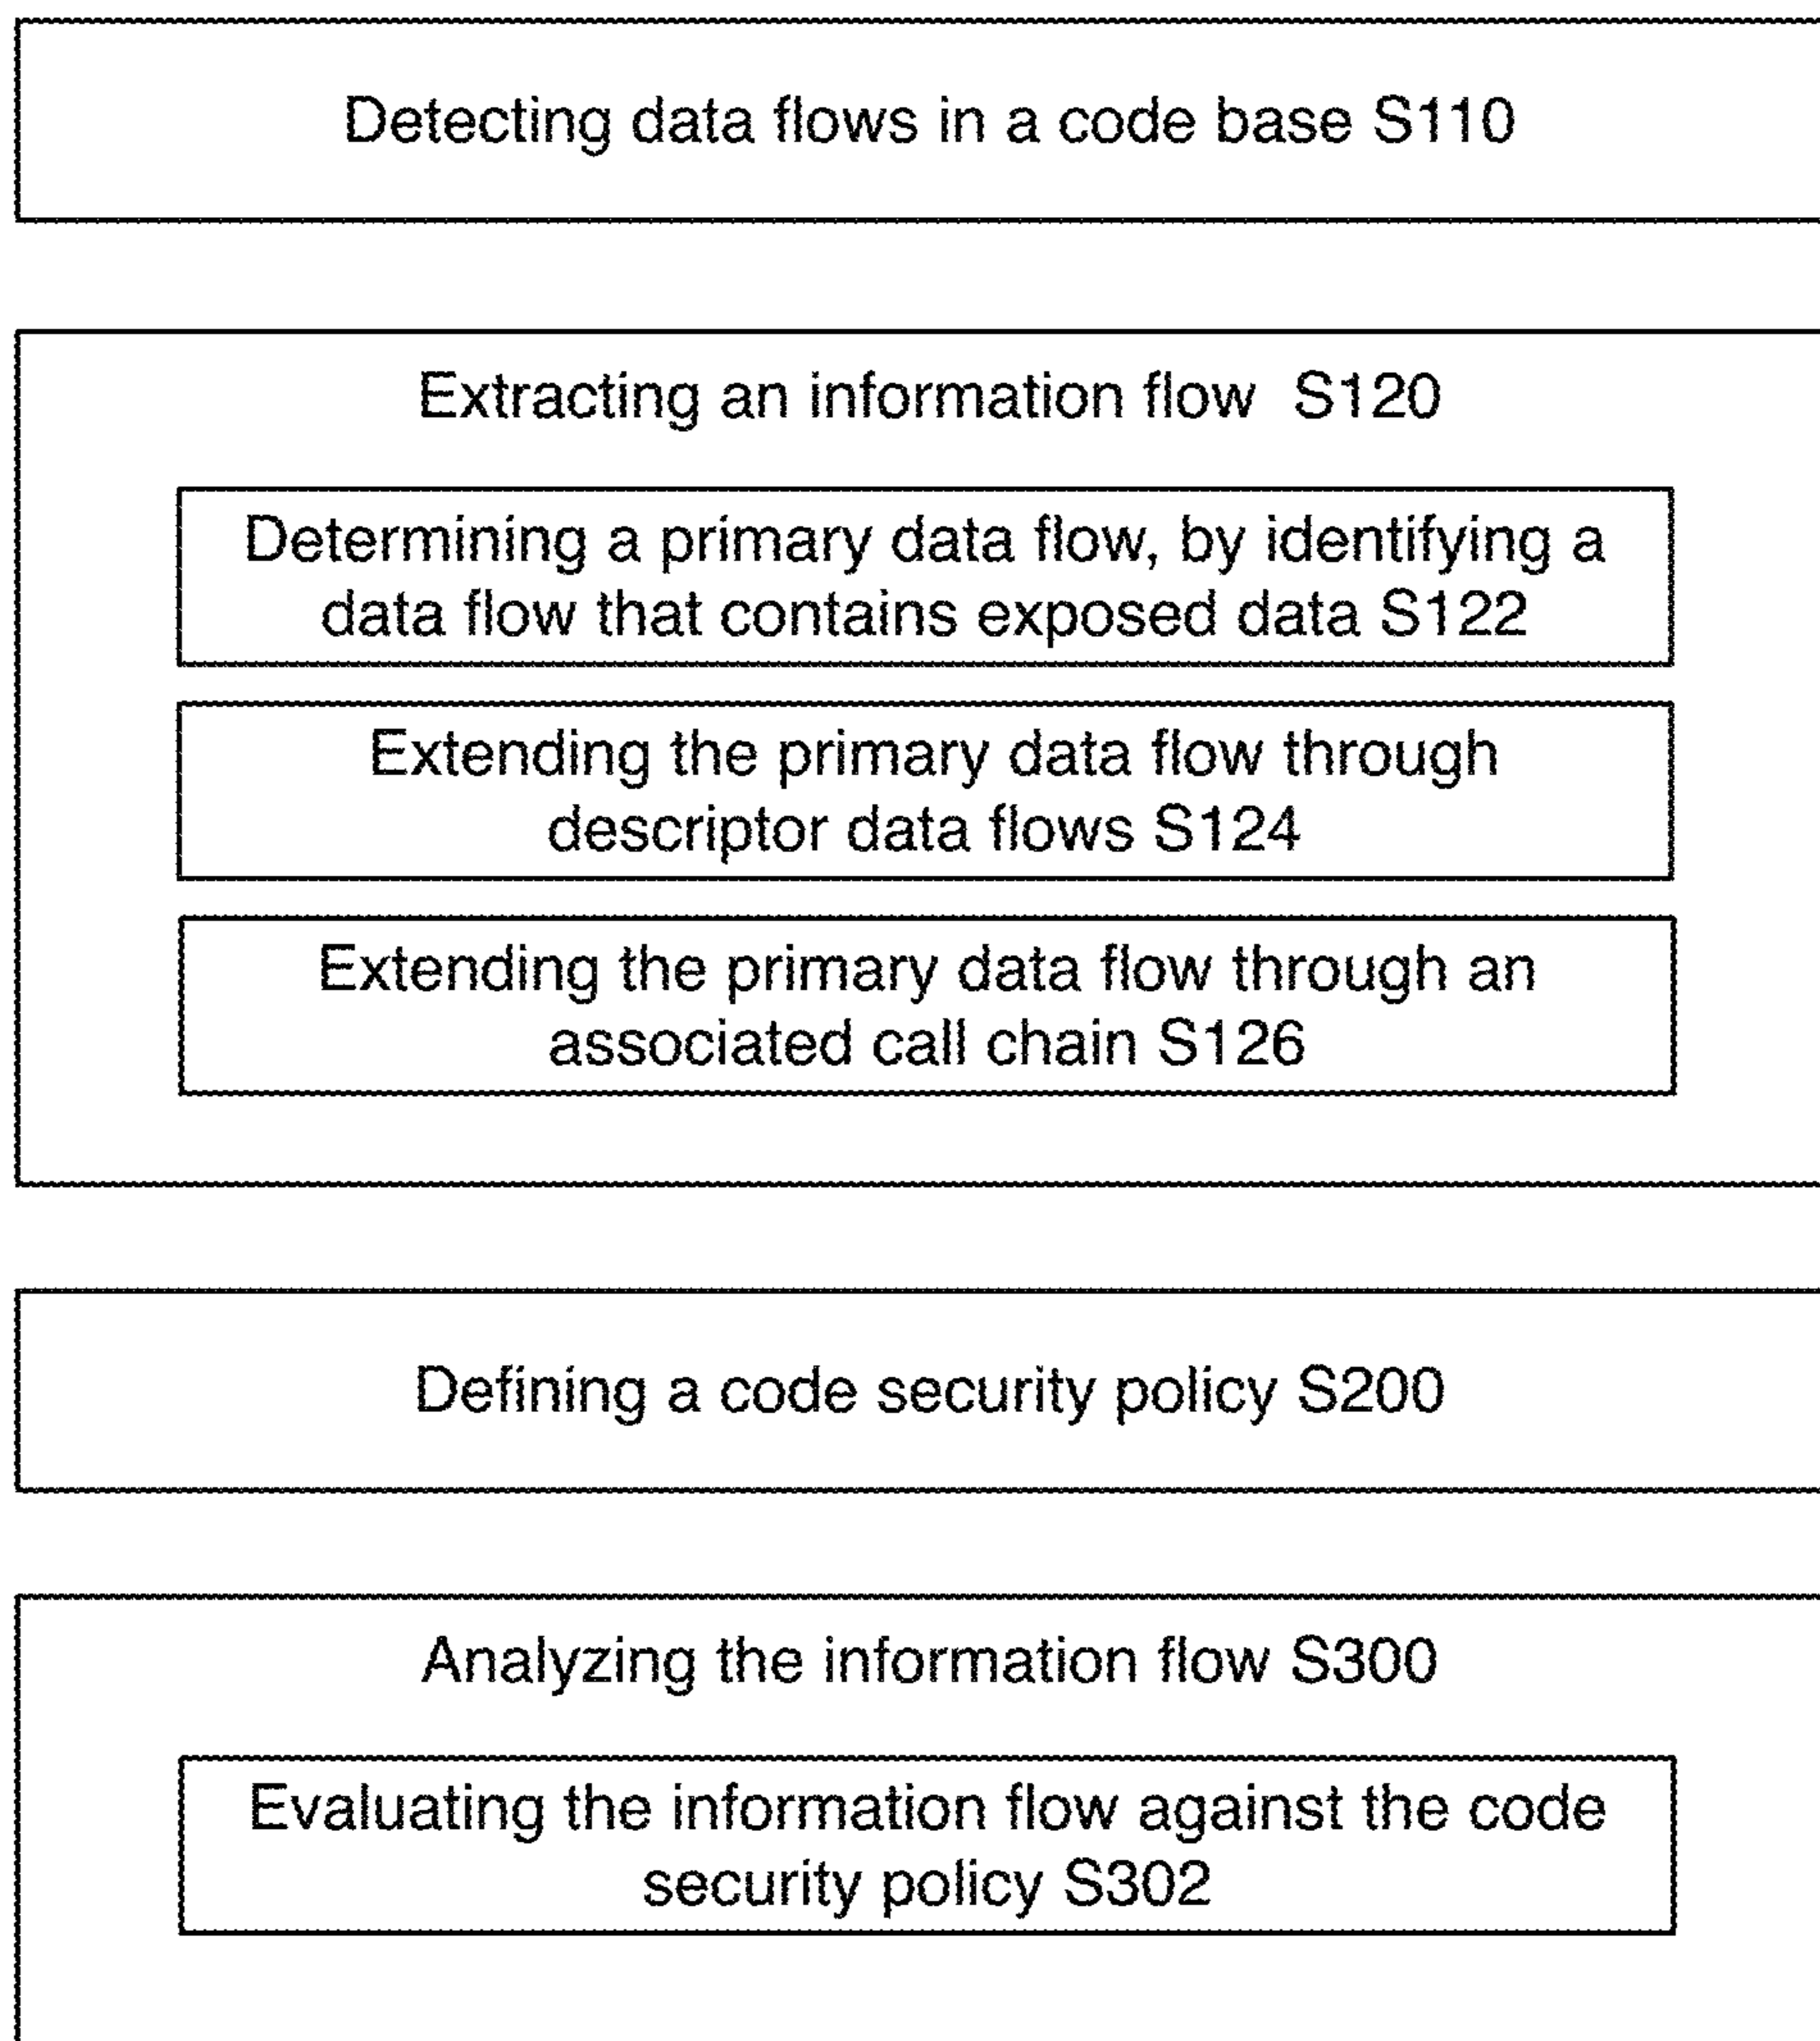 Detecting data flows in a code base S110
Extracting an information flow S120
Determining a primary data flow, by identifying a
data flow that contains exposed data S122
Extending the primary data flow through
descriptor data flows S124
Extending the primary data flow through an
associated call chain S126
Defining a code security policy S200
Analyzing the information flow S300
Evaluating the information flow against the code
security policy S302